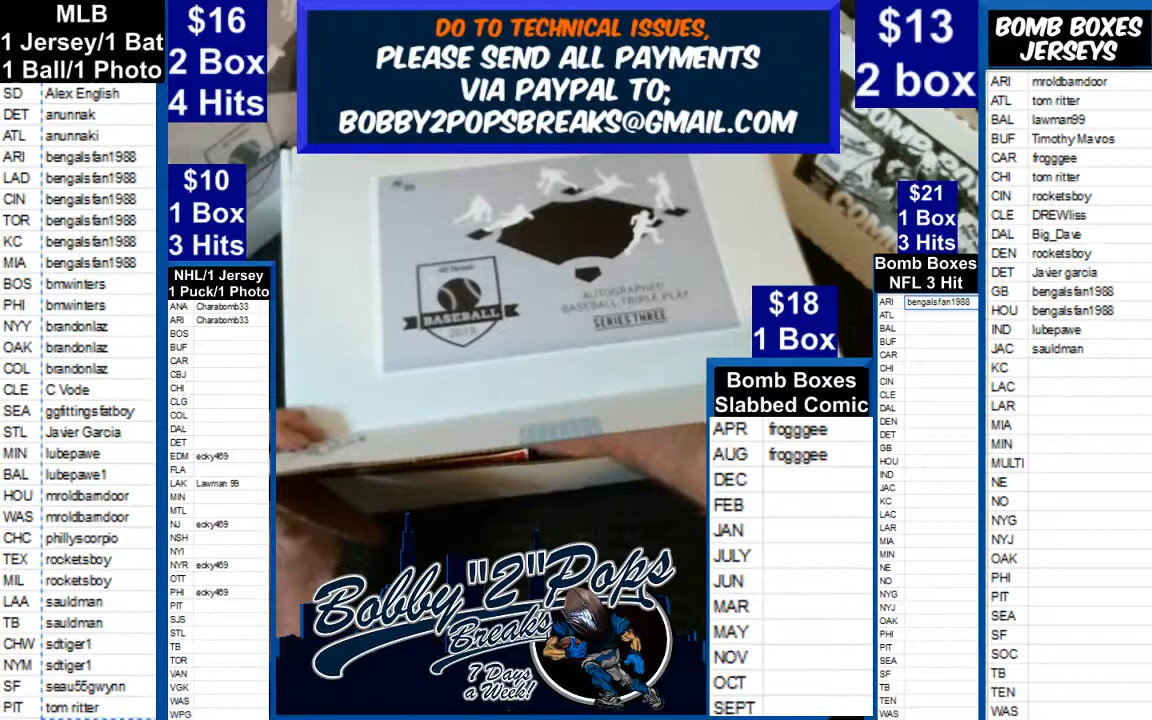 MLB
1 Jersey/1 Bat
1 Ball/1 Photo
SD Alex English
DET anunnak
ATL anunnaki
ARI bengalsfan1988
LAD bengalsfan1988
CIN bengalsfan1988
TOR bengalsfan1988
KC bengalsfan1988
MIA bengalsfan1988
BOS bmwinters
PHI bmwinters
NYY brandonlaz
OAK brandonlaz
COL brandonlaz
CLE C Vode
SEA ggfittingsfatboy
STL Javier Garcia
MIN lubepawe
BAL lubepawe1
HOU mroldbarndoor
WAS mroldbarndoor
CHC phillyscorpio
TEX rocketsboy
MIL rocketsboy
LAA sauldman
TB sauldman
CHW sdtiger1
NYM sdtiger1
SF seau55gwynn
PIT tom ritter
$16
2 Box
4 Hits
$10
1 Box
3 Hits
NHL/1 Jersey
1 Puck/1 Photo
ANA Charabomb33
ARI Charabomb33
BOS
BUF
CAR
CBJ
CHI
CLG
COL
DAL
DET
EDM ecky469
FLA
LAK Lawman 99
MIN
MTL
NJ ecky469
NSH
NYI
NYR ecky469
OTT
PHI ecky469
PIT
SJS
STL
TB
TOR
VAN
VGK
WAS
WPG
DO TO TECHNICAL ISSUES,
PLEASE SEND ALL PAYMENTS
VIA PAYPAL TO;
BOBBY2POPSBREAKS@GMAIL.COM
BASEBALL
2019
AUTOGRAPHED
BASEBALL TRIPLE PLAY
SERIES THREE
Bobby "2" Pops
Breaks
7 Days
a Week!
$18
1 Box
Bomb Boxes
Slabbed Comic
APR frogggee
AUG frogggee
DEC
FEB
JAN
JULY
JUN
MAR
MAY
NOV
OCT
SEPT
$13
2 box
$21
1 Box
3 Hits
Bomb Boxes
NFL 3 Hit
ARI bengalsfan1988
ATL
BAL
BUF
CAR
CHI
CIN
CLE
DAL
DEN
DET
GB
HOU
IND
JAC
KC
LAC
LAR
MIA
MIN
NE
NO
NYG
NYJ
OAK
PHI
PIT
SEA
SF
TB
TEN
WAS
BOMB BOXES
JERSEYS
ARI mroldbarndoor
ATL tom ritter
BAL lawman99
BUF Timothy Mavros
CAR frogggee
CHI tom ritter
CIN rocketsboy
CLE DREWliss
DAL Big_Dave
DEN rocketsboy
DET Javier garcia
GB bengalsfan1988
HOU bengalsfan1988
IND lubepawe
JAC sauldman
KC
LAC
LAR
MIA
MIN
MULTI
NE
NO
NYG
NYJ
OAK
PHI
PIT
SEA
SF
SOC
TB
TEN
WAS